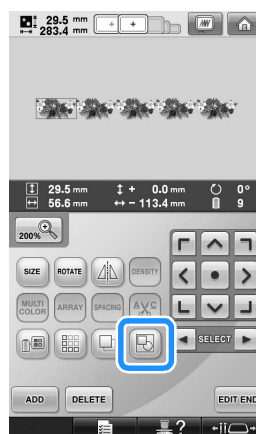 29.5 mm
283.4 mm
29.5 mm + 0.0 mm 0°
56.6 mm − 113.4 mm 9
200%
SIZE ROTATE DENSITY
MULTI COLOR ARRAY SPACING AVC
SELECT
ADD DELETE EDIT END
?